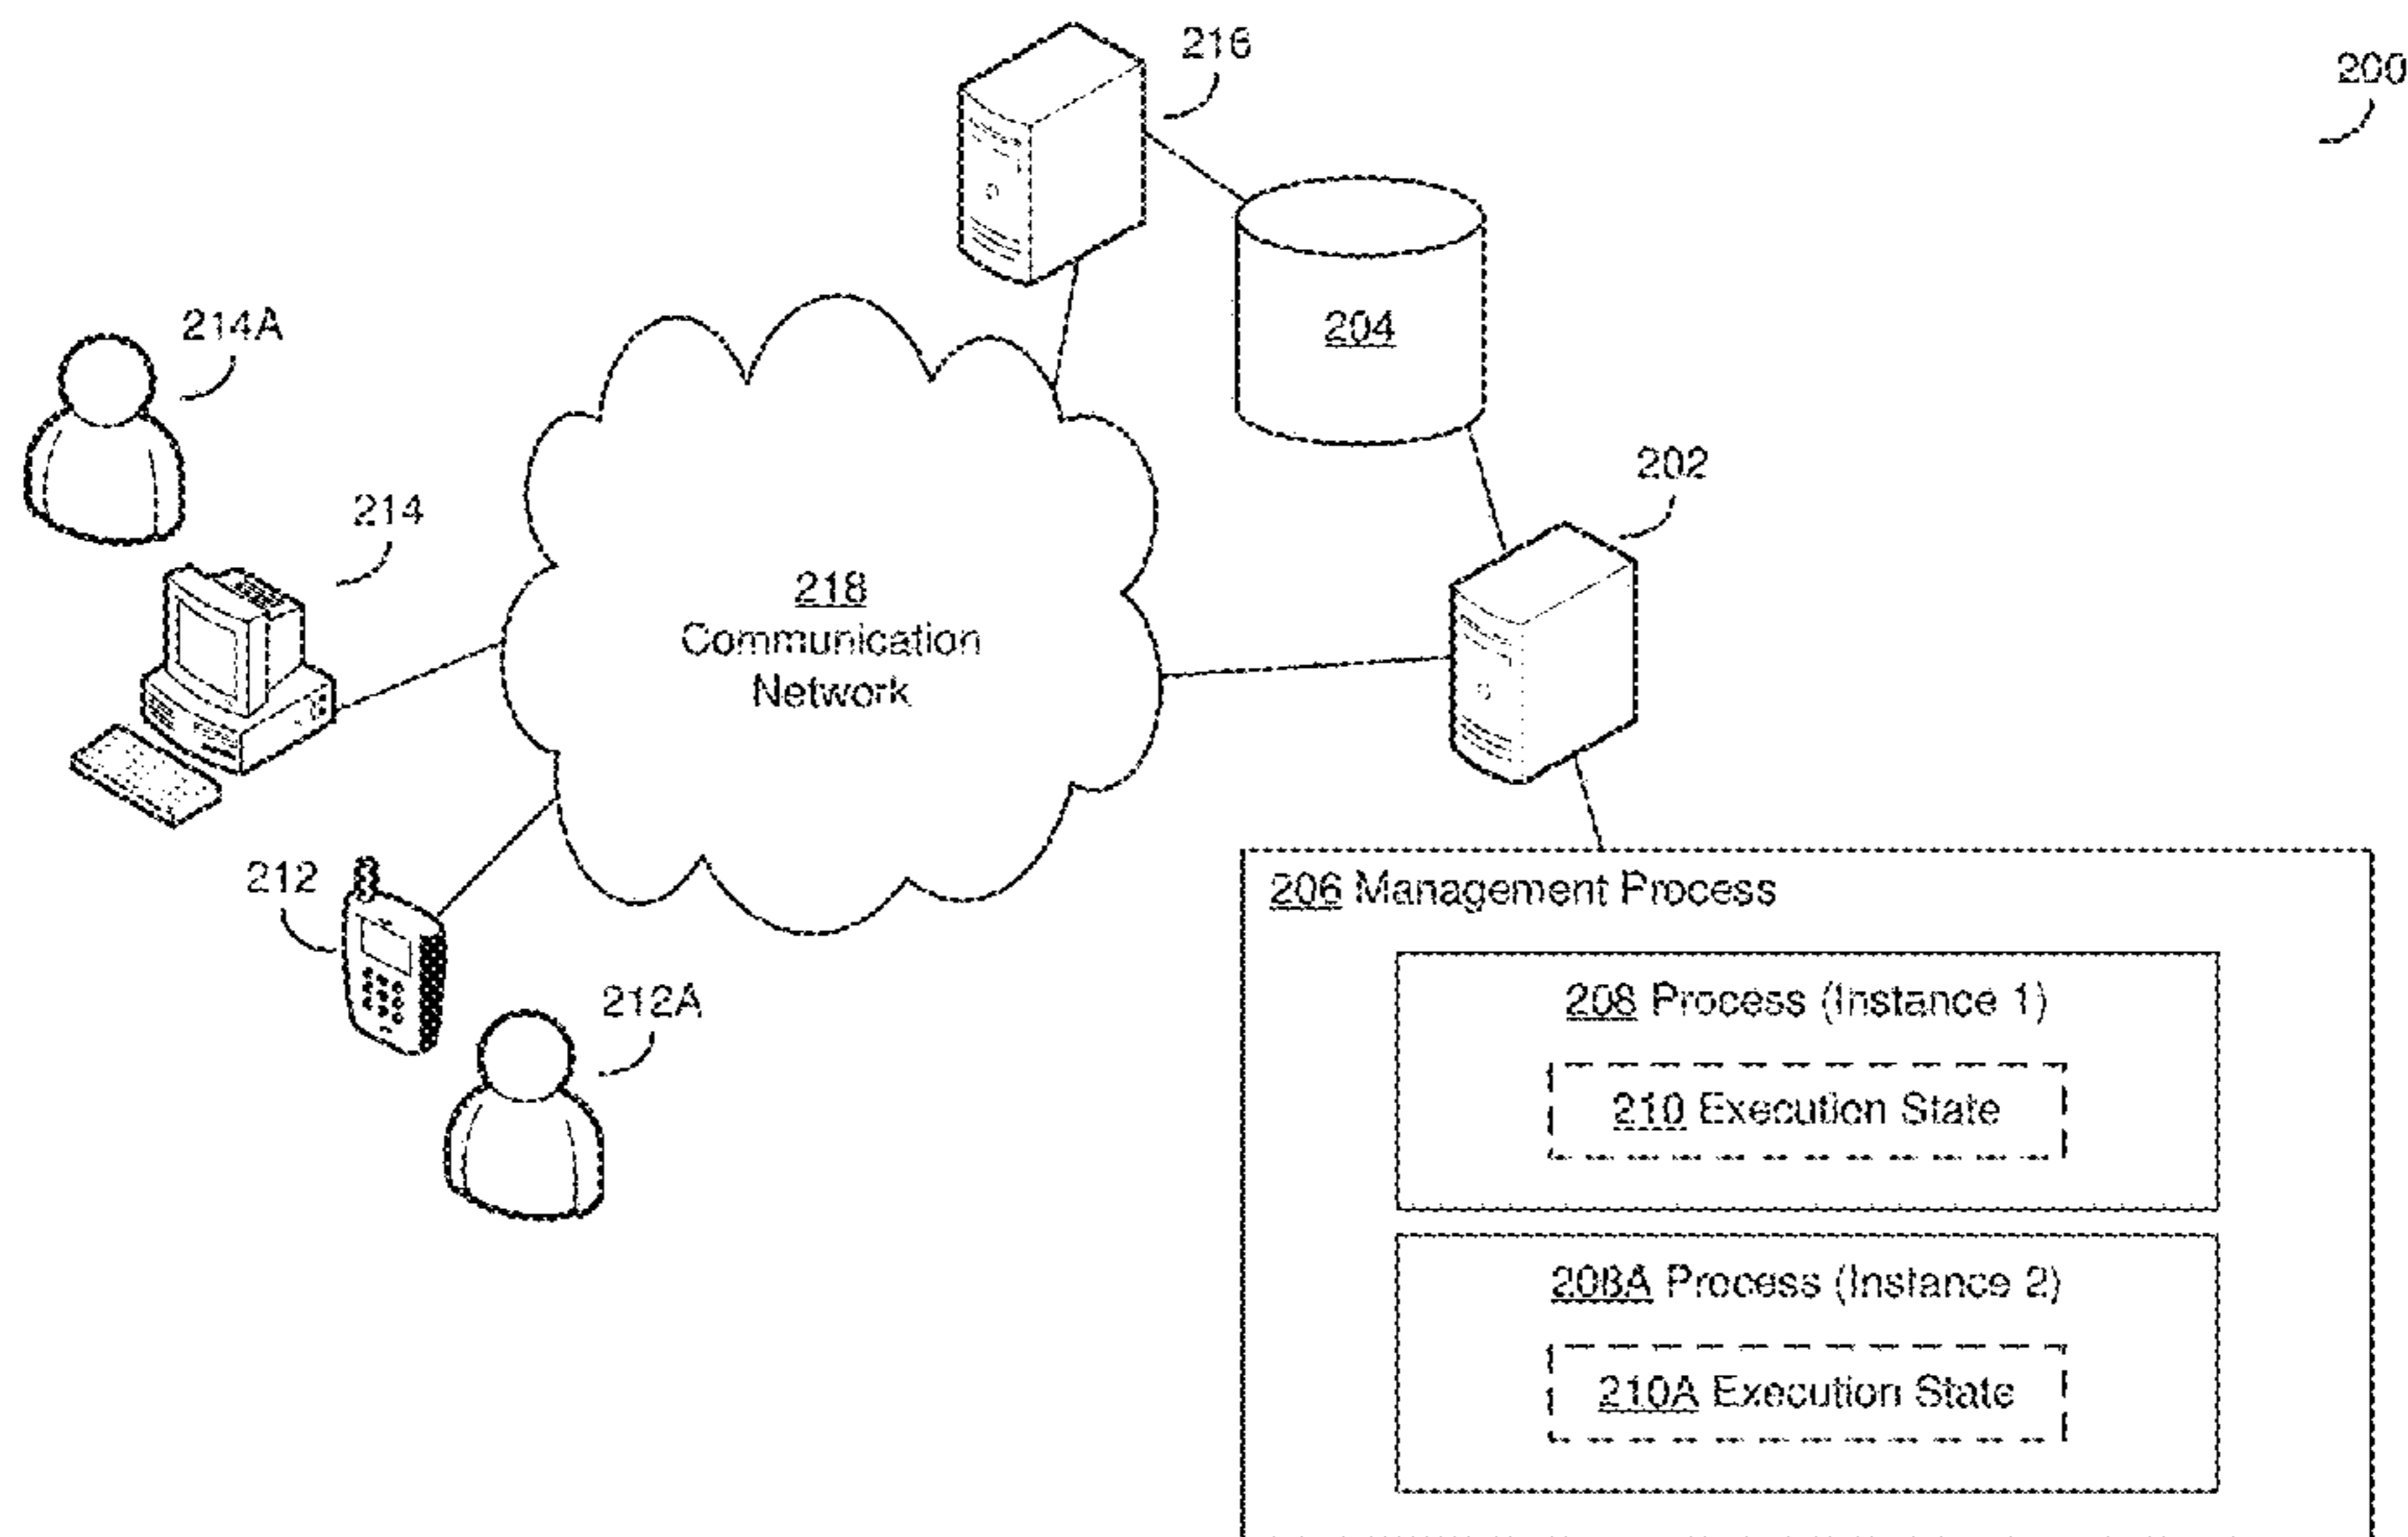 216
200
204
214A
202
214
218
Communication
Network
212
206 Management Process
208 Process (Instance 1)
212A
210 Execution State
208A Process (Instance 2)
210A Execution State